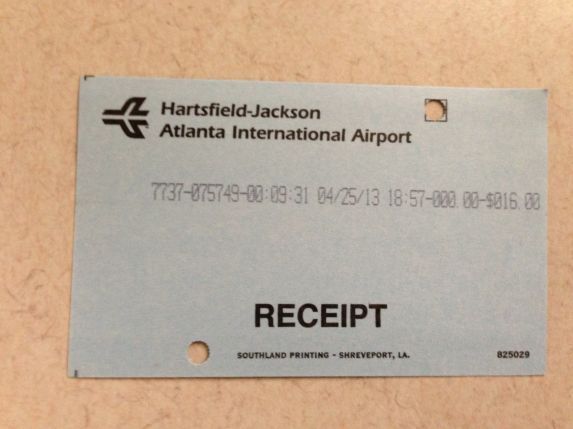 Hartsfield-Jackson
Atlanta International Airport
7737-075749-00:09:31 04/25/13 18:57-000.00-$016.00
RECEIPT
SOUTHLAND PRINTING - SHREVEPORT, LA.
825029